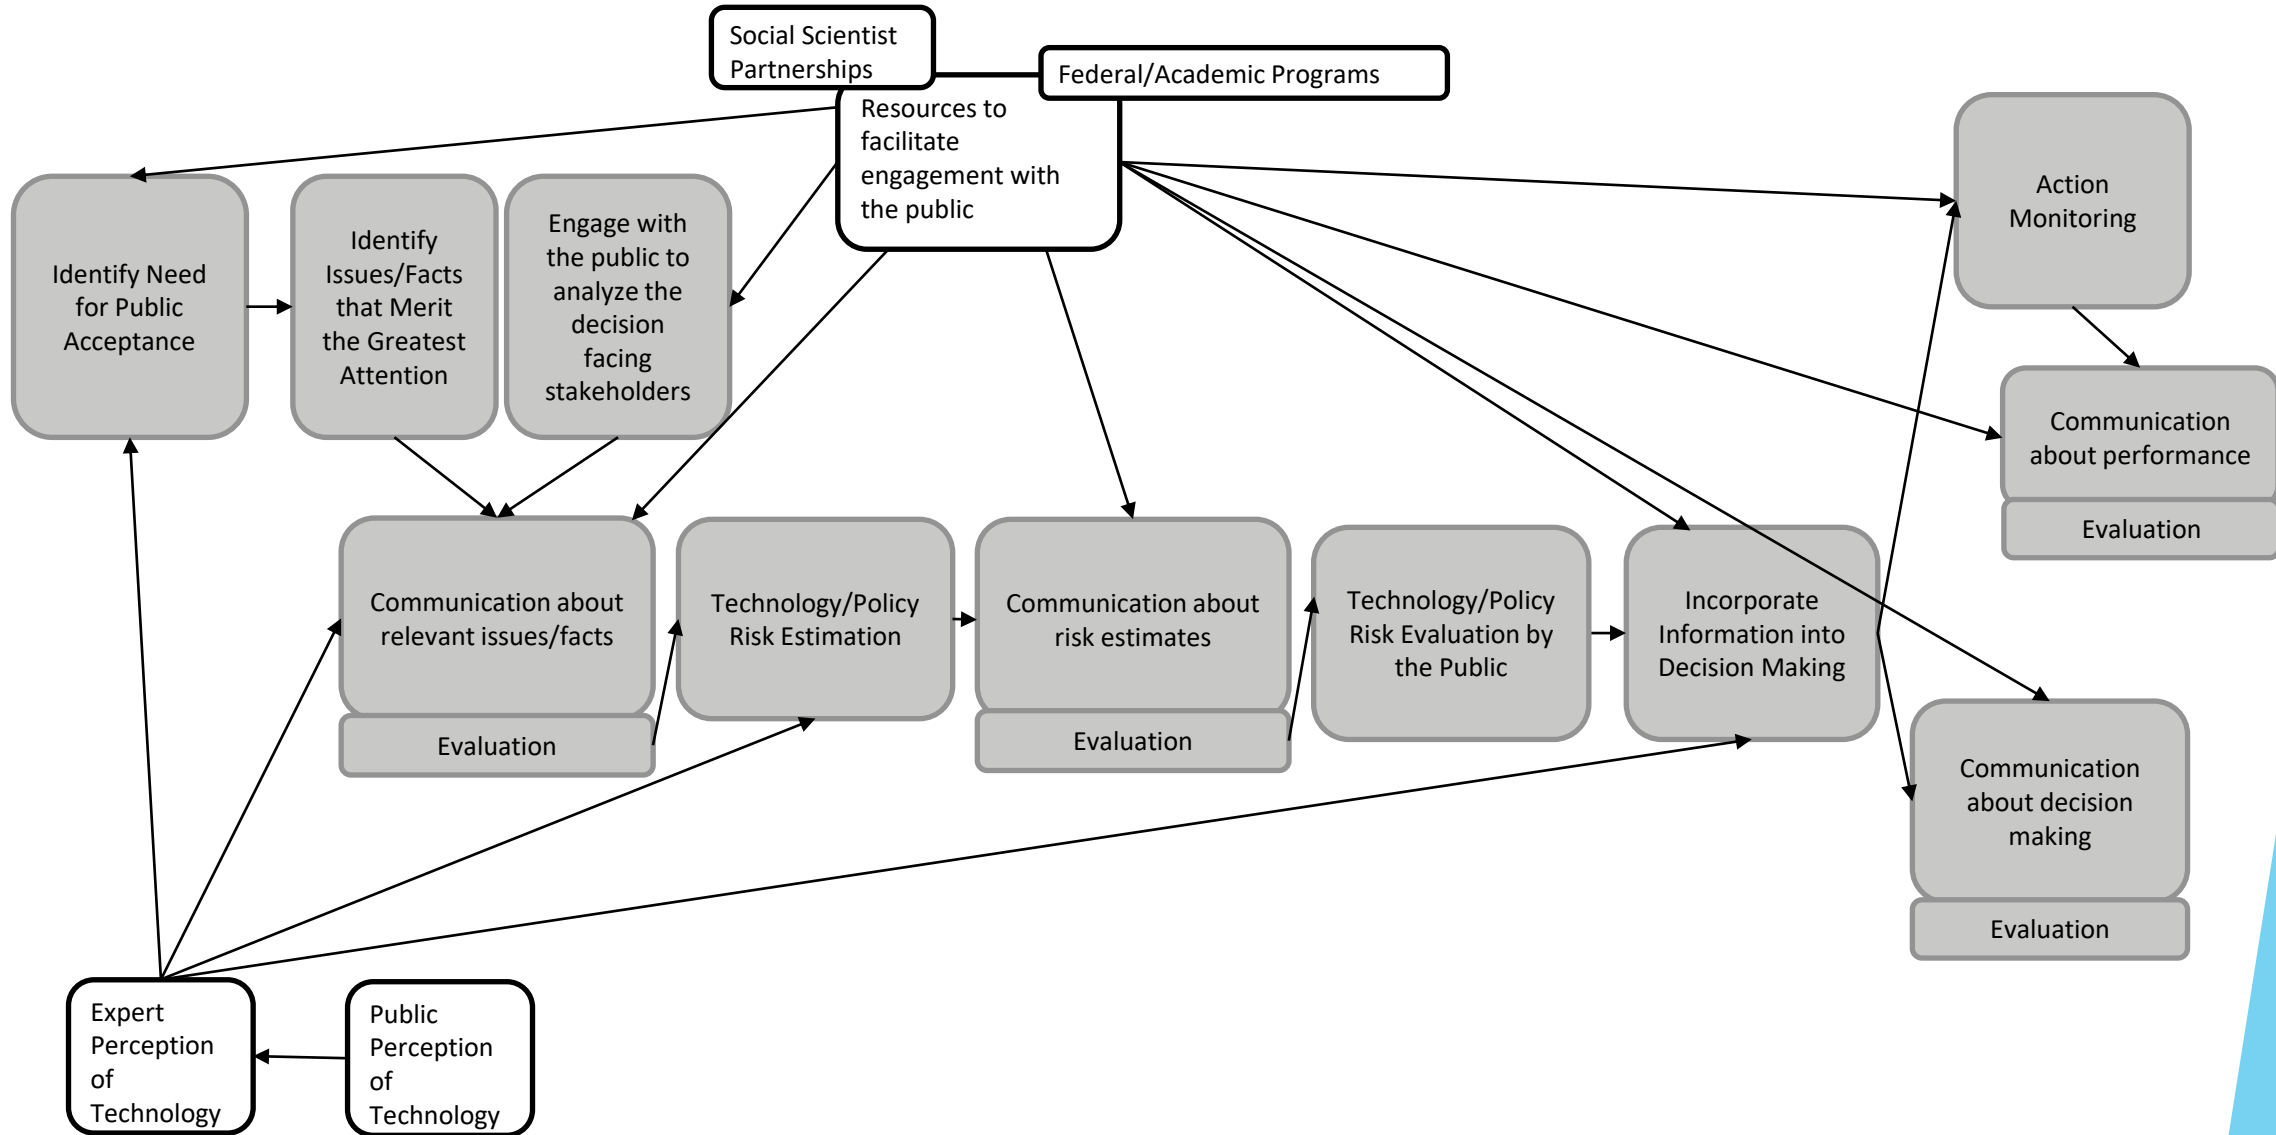 Social Scientist
Partnerships
Federal/Academic Programs
Resources to
facilitate
engagement with
the public
Action
Monitoring
Identify Need
for Public
Acceptance
Identify
Issues/Facts
that Merit
the Greatest
Attention
Engage with
the public to
analyze the
decision
facing
stakeholders
Communication
about performance
Evaluation
Communication about
relevant issues/facts
Evaluation
Technology/Policy
Risk Estimation
Communication about
risk estimates
Evaluation
Technology/Policy
Risk Evaluation by
the Public
Incorporate
Information into
Decision Making
Communication
about decision
making
Evaluation
Expert
Perception
of
Technology
Public
Perception
of
Technology